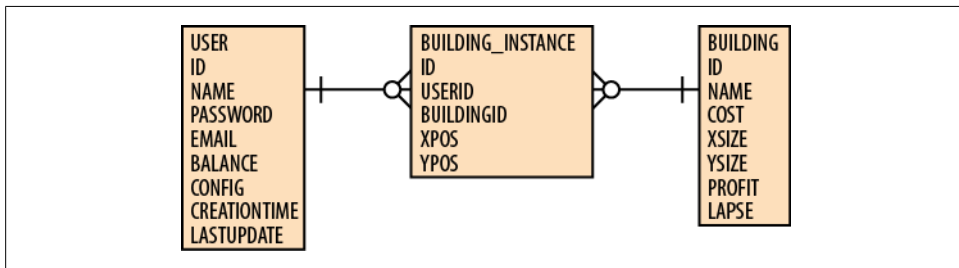 USER
ID
NAME
PASSWORD
EMAIL
BALANCE
CONFIG
CREATIONTIME
LASTUPDATE
BUILDING_INSTANCE
ID
USERID
BUILDINGID
XPOS
YPOS
BUILDING
ID
NAME
COST
XSIZE
YSIZE
PROFIT
LAPSE